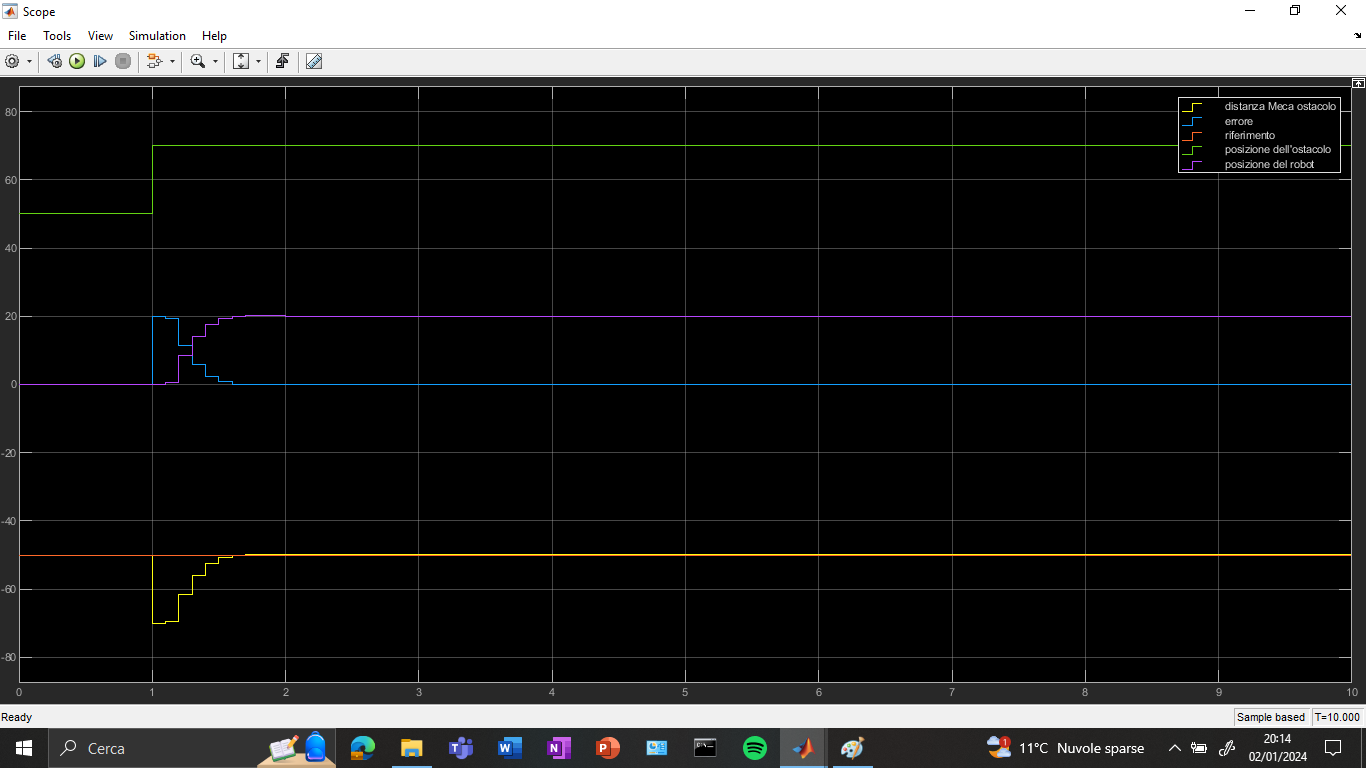 Scope
File Tools View Simulation Help
distanza Meca ostacolo
errore
riferimento
posizione dell'ostacolo
posizione del robot
80
60
40
20
0
-20
-40
-60
-80
0 1 2 3 4 5 6 7 8 9 10
Ready Sample based T=10.000
Cerca 11°C Nuvole sparse 20:14
02/01/2024